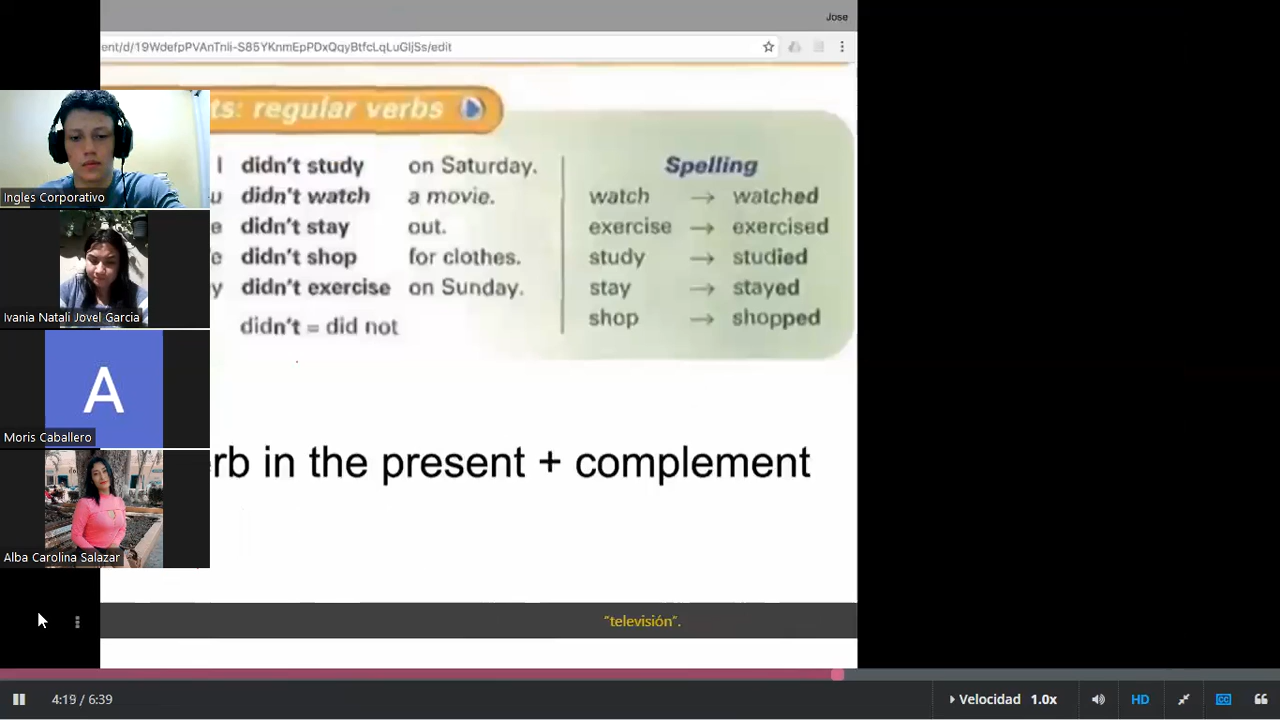 Jose
ent/d/19WdefpPVAnTnli-S85YKnmEpPDxQqyBtfcLqLuGljSs/edit
ts: regular verbs
I didn't study on Saturday.
u didn't watch a movie.
e didn't stay out.
e didn't shop for clothes.
y didn't exercise on Sunday.
didn't = did not
Spelling
watch → watched
exercise → exercised
study → studied
stay → stayed
shop → shopped
Ingles Corporativo
Ivania Natali Jovel Garcia
A
Moris Caballero
Alba Carolina Salazar
rb in the present + complement
"televisión".
4:19 / 6:39
Velocidad 1.0x
HD
CC